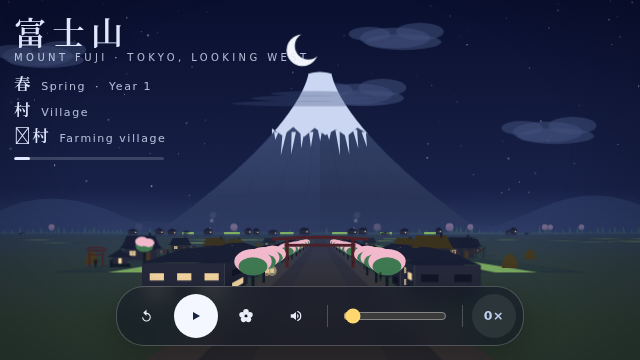 富士山
MOUNT FUJI · TOKYO, LOOKING WEST
春 Spring · Year 1
村 Village
村 Farming village
0×